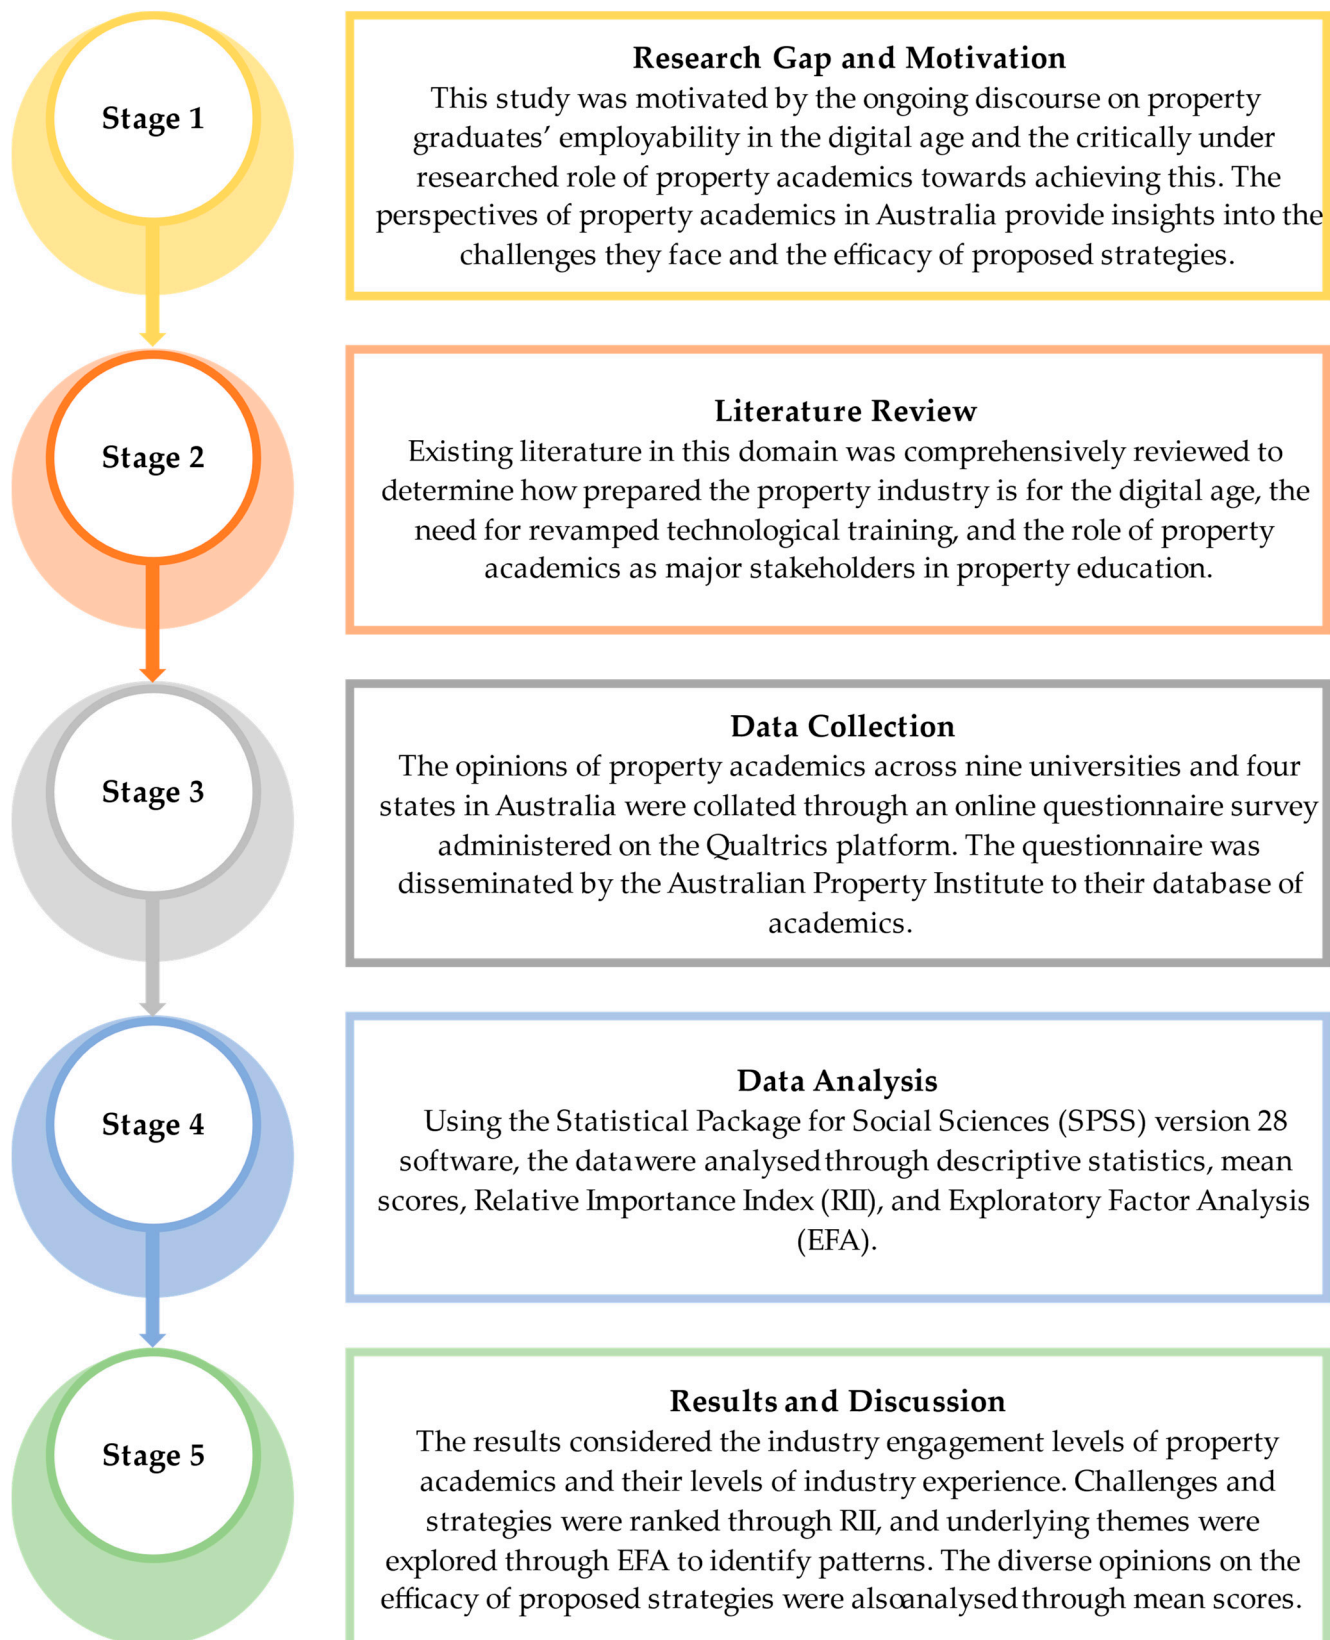 Stage 1
Research Gap and Motivation
This study was motivated by the ongoing discourse on property
graduates’ employability in the digital age and the critically under
researched role of property academics towards achieving this. The
perspectives of property academics in Australia provide insights into the
challenges they face and the efficacy of proposed strategies.
Stage 2
Literature Review
Existing literature in this domain was comprehensively reviewed to
determine how prepared the property industry is for the digital age, the
need for revamped technological training, and the role of property
academics as major stakeholders in property education.
Stage 3
Data Collection
The opinions of property academics across nine universities and four
states in Australia were collated through an online questionnaire survey
administered on the Qualtrics platform. The questionnaire was
disseminated by the Australian Property Institute to their database of
academics.
Stage 4
Data Analysis
Using the Statistical Package for Social Sciences (SPSS) version 28
software, the datawere analysedthrough descriptive statistics, mean
scores, Relative Importance Index (RII), and Exploratory Factor Analysis
(EFA).
Stage 5
Results and Discussion
The results considered the industry engagement levels of property
academics and their levels of industry experience. Challenges and
strategies were ranked through RII, and underlying themes were
explored through EFA to identify patterns. The diverse opinions on the
efficacy of proposed strategies were alsoanalysedthrough mean scores.